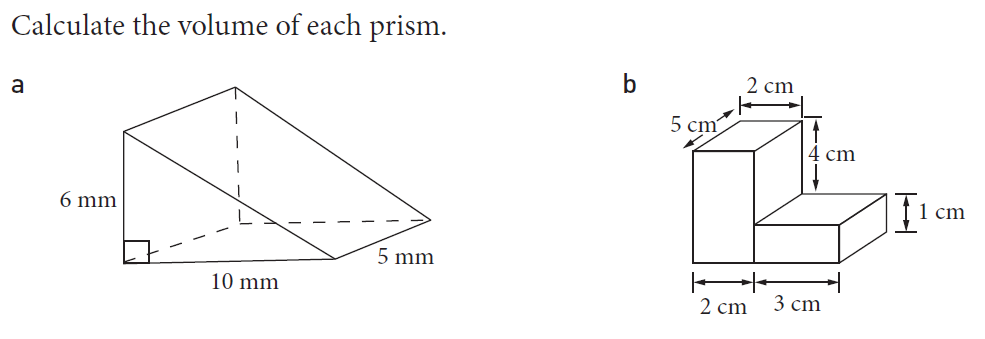 Calculate the volume of each prism.
a
6 mm
10 mm
5 mm
b
2 cm
5 cm
4 cm
1 cm
2 cm
3 cm